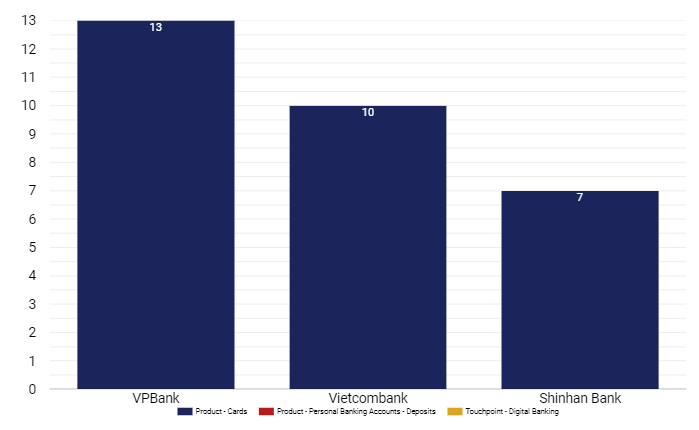 13
12
11
10
9
8
7
6
5
4
3
2
1
0
13
10
7
VPBank
Vietcombank
Shinhan Bank
Product - Cards
Product - Personal Banking Accounts - Deposits
Touchpoint - Digital Banking